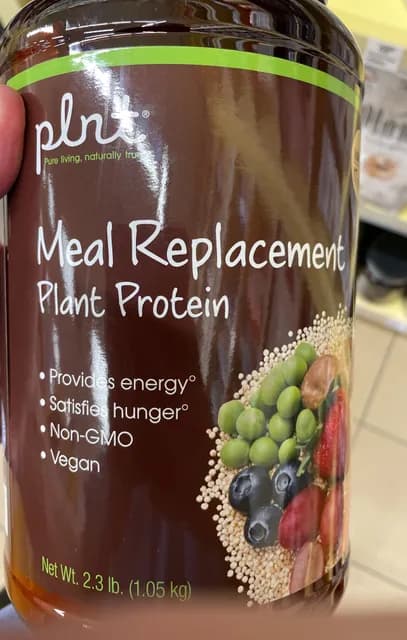 plnt®
Pure living, naturally true
Meal Replacement
Plant Protein
• Provides energy°
• Satisfies hunger°
• Non-GMO
• Vegan
Net Wt. 2.3 lb. (1.05 kg)